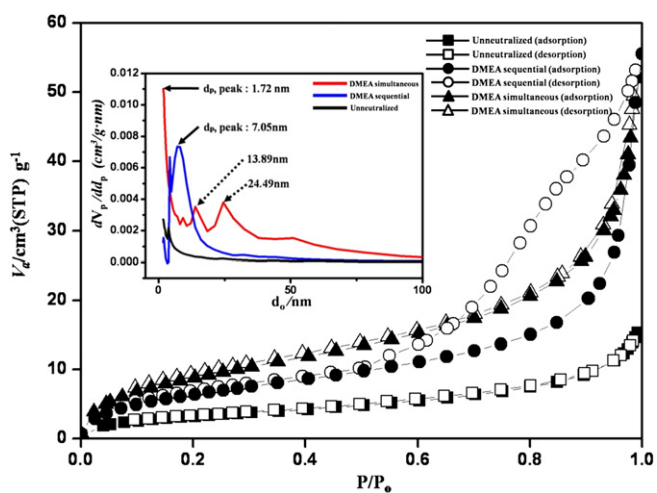 60
50
40
30
20
10
0
Va/cm3(STP) g-1
0.0
0.2
0.4
0.6
0.8
1.0
P/Po
Unneutralized (adsorption)
Unneutralized (desorption)
DMEA sequential (adsorption)
DMEA sequential (desorption)
DMEA simultaneous (adsorption)
DMEA simultaneous (desorption)
0.012
0.010
0.008
0.006
0.004
0.002
0.000
dVp/ddp (cm3/g·nm)
0
25
50
75
100
do/nm
DMEA simultaneous
DMEA sequential
Unneutralized
dp, peak : 1.72 nm
dp, peak : 7.05nm
13.89nm
24.49nm